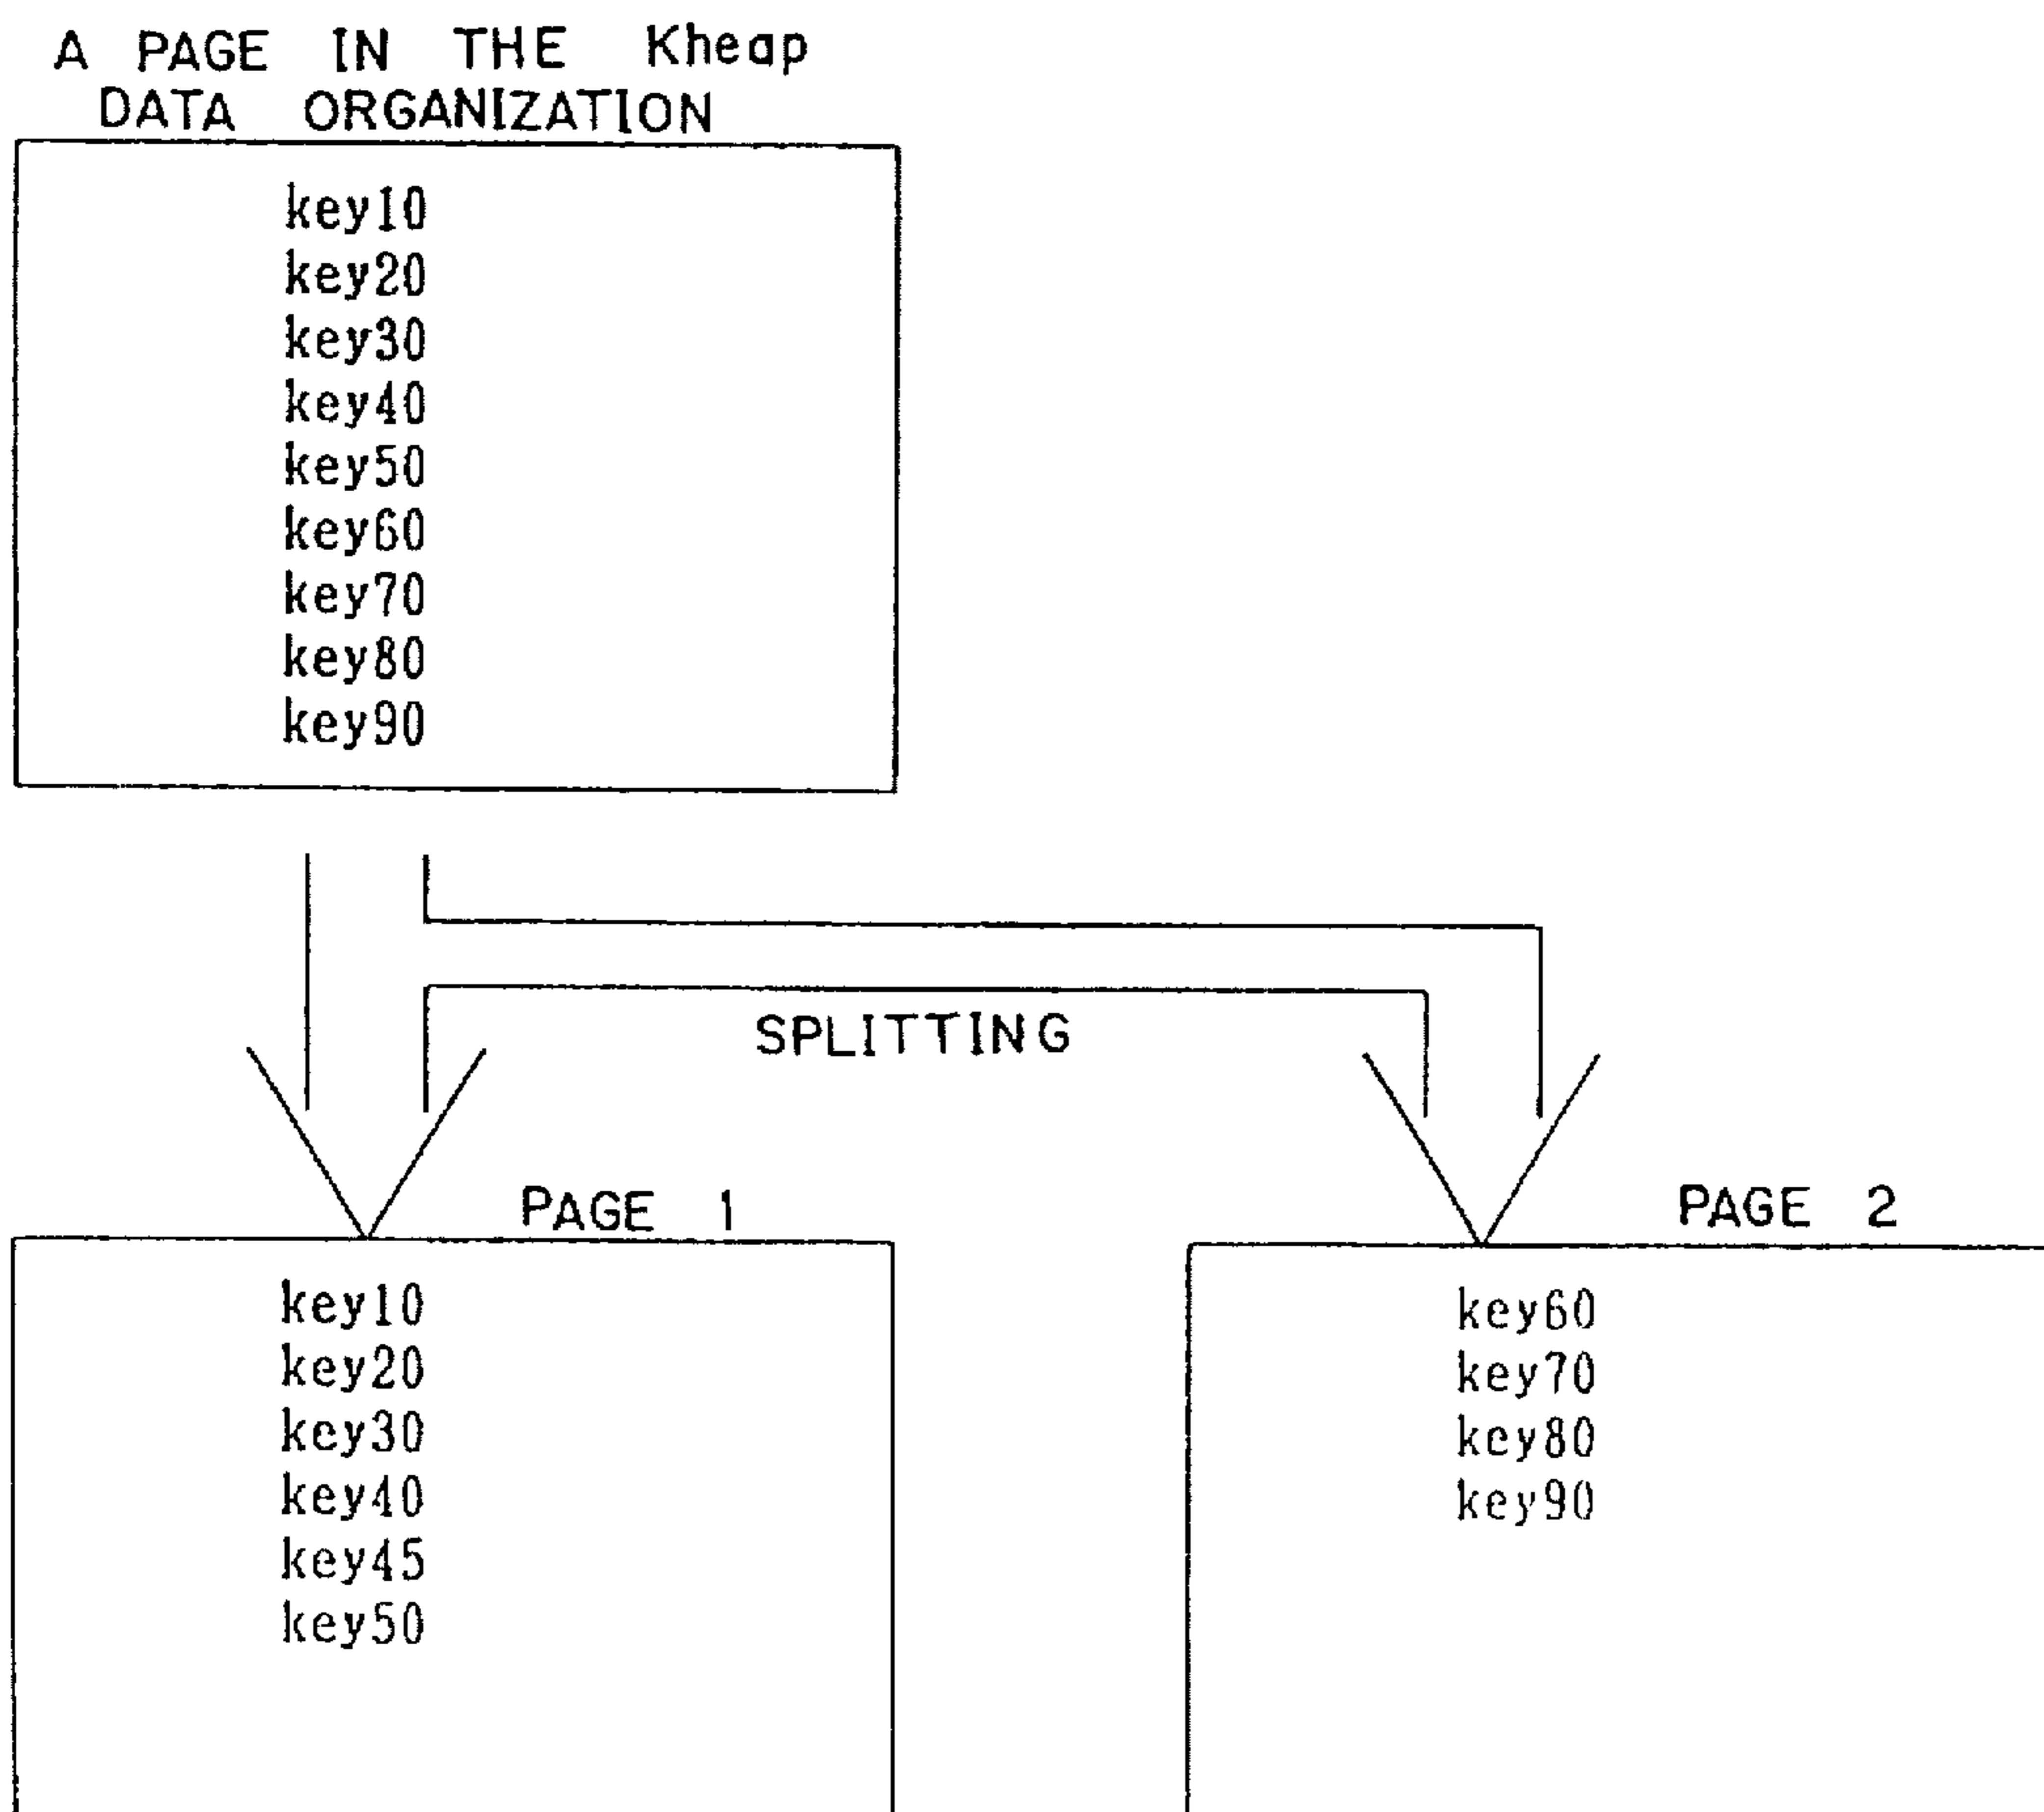 A PAGE IN THE Kheap
DATA ORGANIZATION
key10
key20
key30
key40
key50
key60
key70
key80
key90
SPLITTING
PAGE 1
key10
key20
key30
key40
key45
key50
PAGE 2
key60
key70
key80
key90